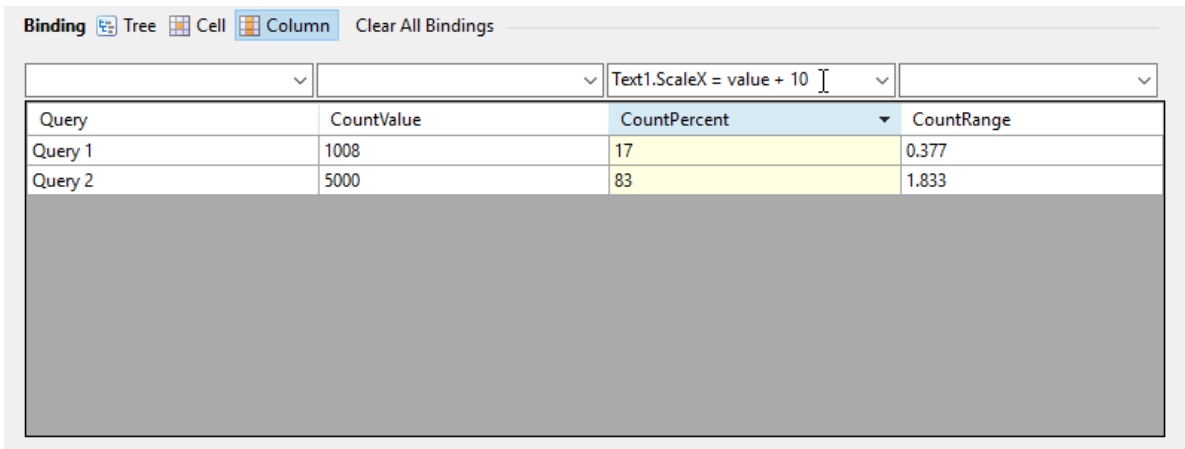 Binding Tree Cell Column Clear All Bindings
Text1.ScaleX = value + 10
Query CountValue CountPercent CountRange
Query 1 1008 17 0.377
Query 2 5000 83 1.833